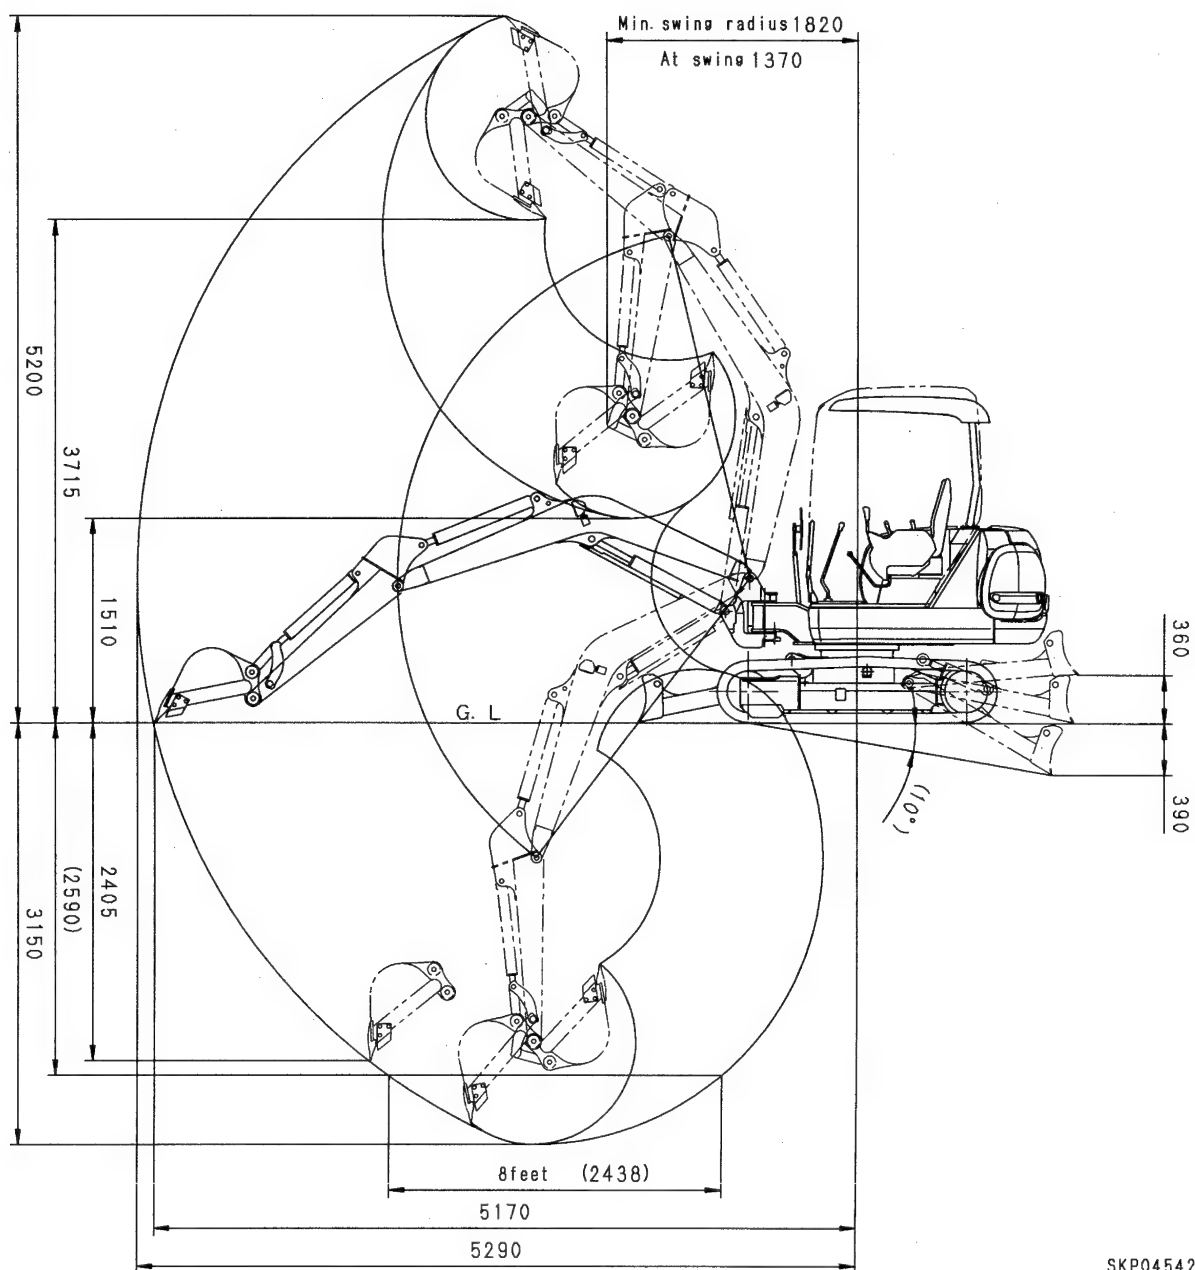 Min. swing radius 1820
At swing 1370
5200
3715
1510
360
G. L
(10°)
390
2405
(2590)
3150
8feet (2438)
5170
5290
SKP04542